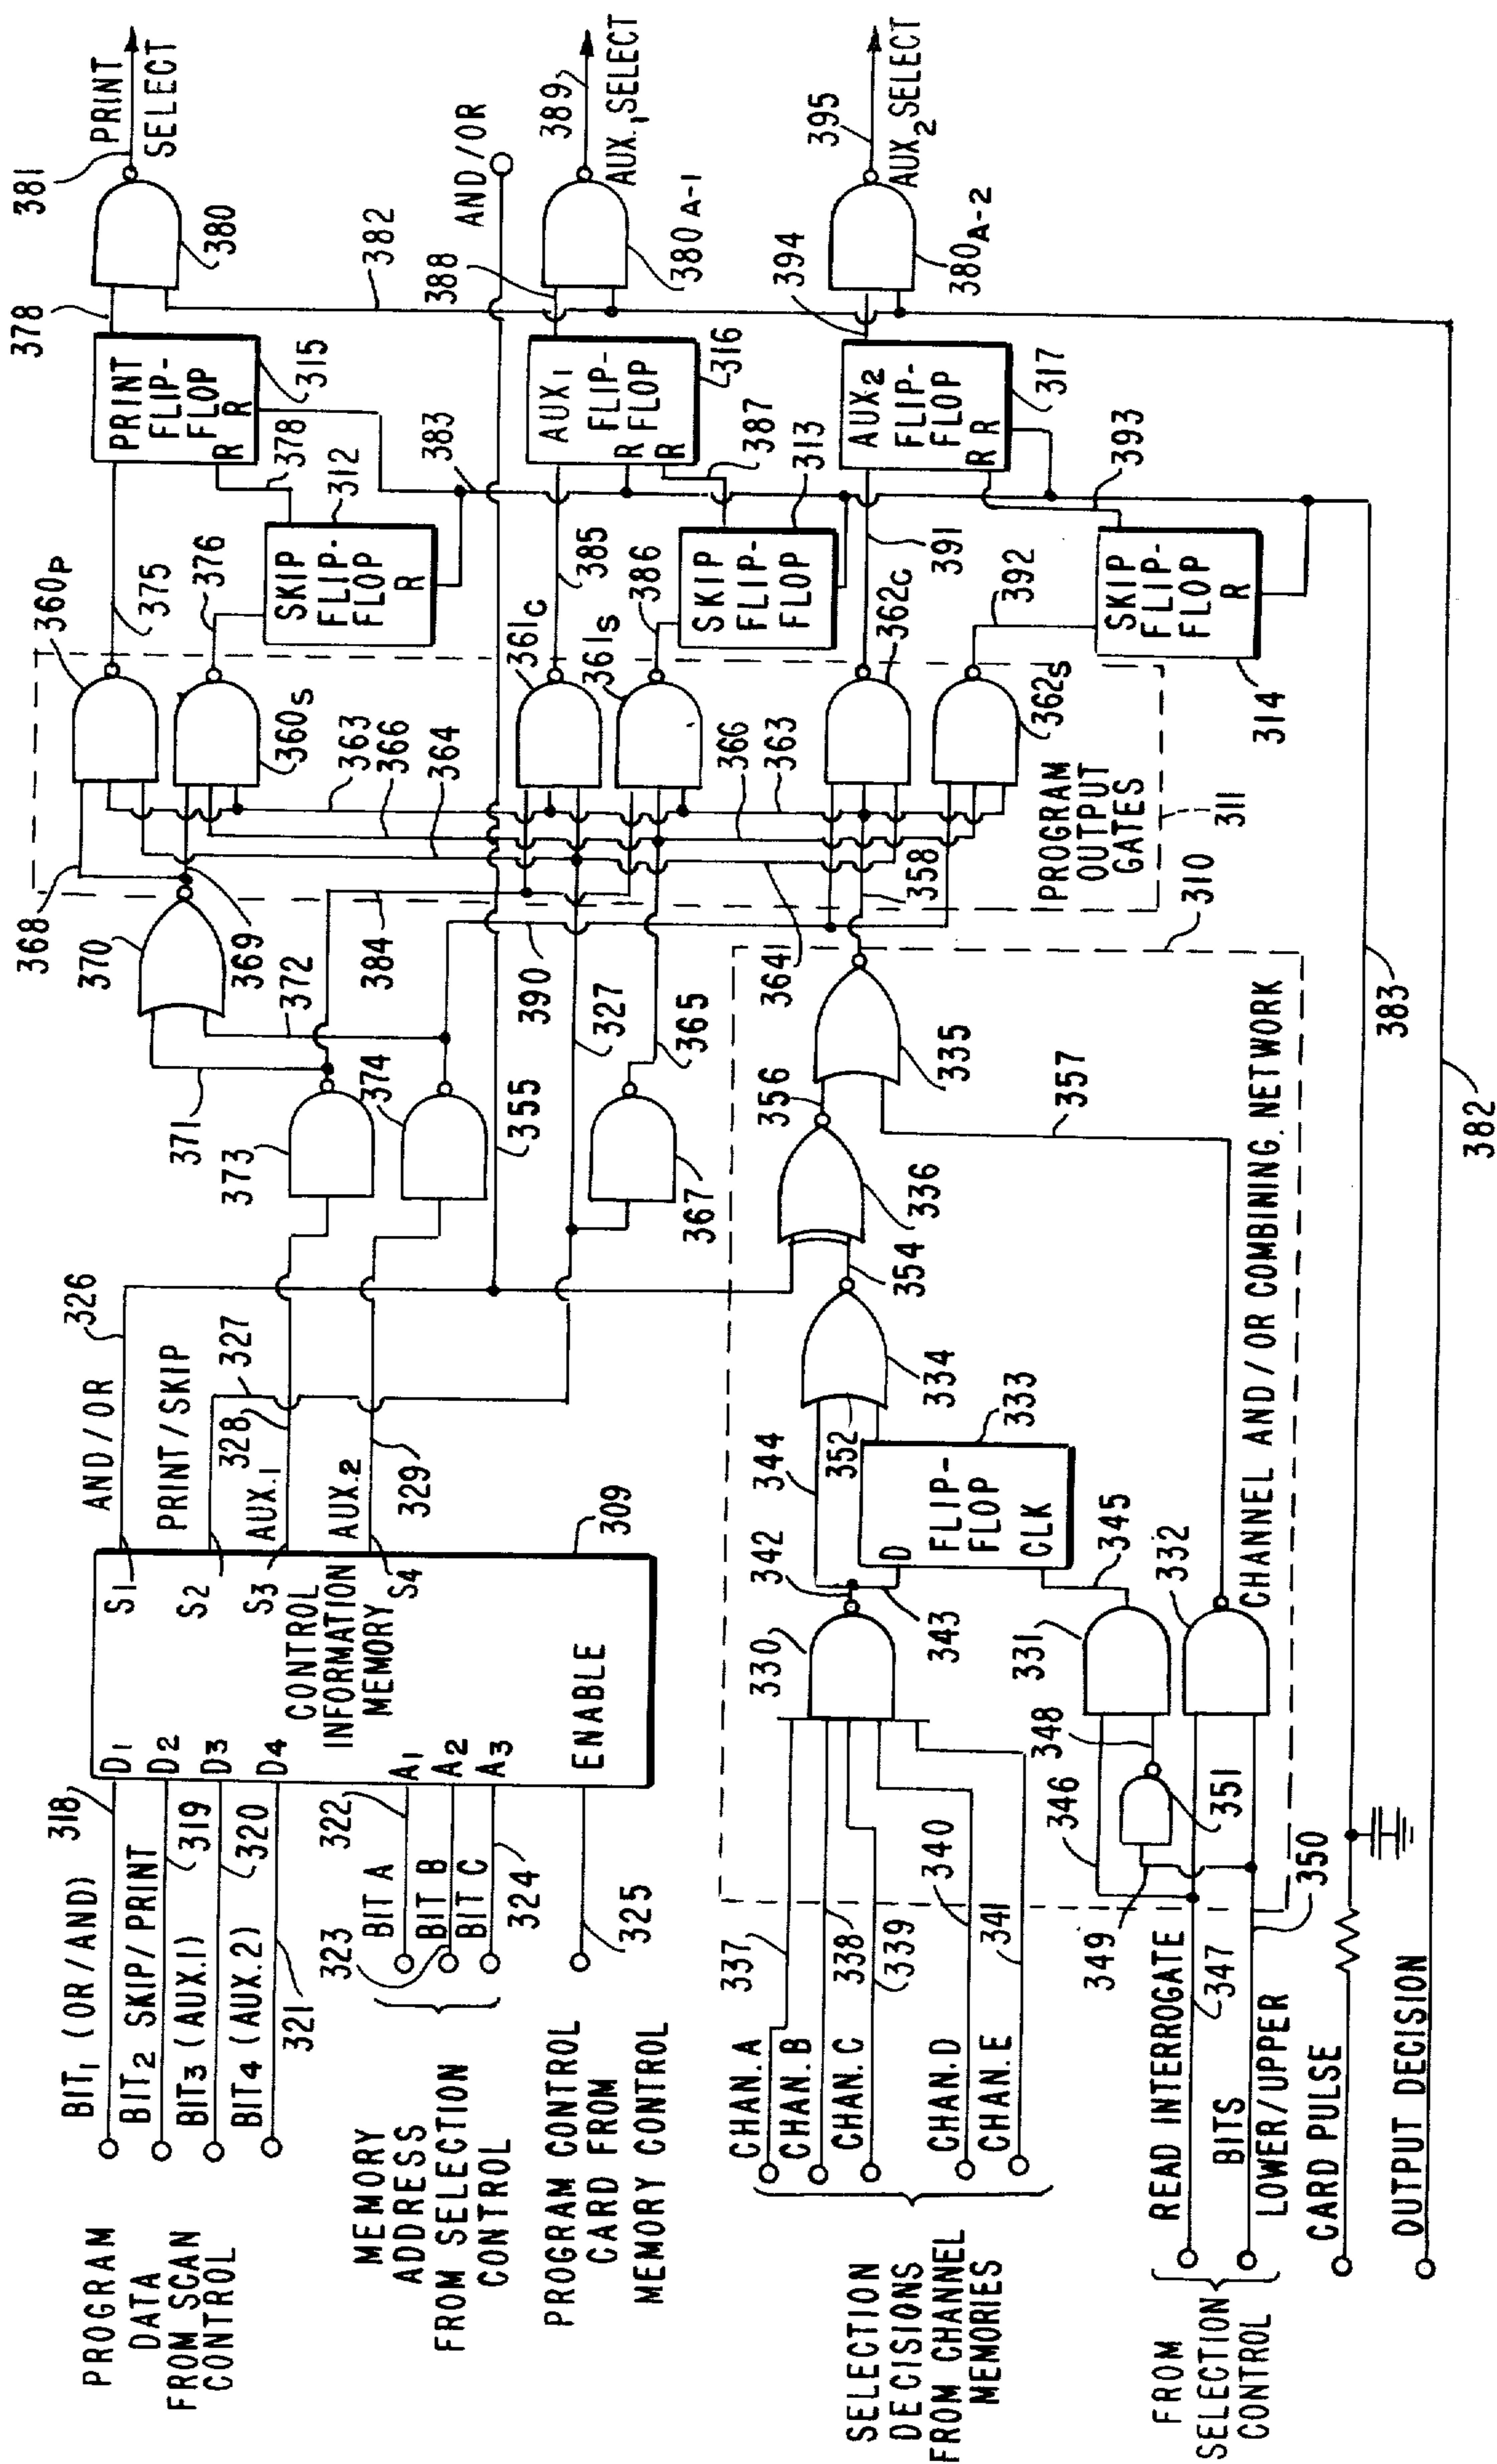 PROGRAM
DATA
FROM SCAN
CONTROL
BIT1 (OR/AND)
BIT2 SKIP/PRINT
BIT3 (AUX.1)
BIT4 (AUX.2)
318
319
320
321
MEMORY
ADDRESS
FROM SELECTION
CONTROL
BIT A
BIT B
BIT C
322
323
324
PROGRAM CONTROL
CARD FROM
MEMORY CONTROL
325
D1
D2
D3
D4
A1
A2
A3
ENABLE
CONTROL
INFORMATION
MEMORY
S1
S2
S3
S4
309
AND/OR
326
PRINT/SKIP
327
328
AUX.1
AUX.2
329
371
373
374
355
367
365
327
390
384
372
370
369
368
SELECTION
DECISIONS
FROM CHANNEL
MEMORIES
CHAN.A
CHAN.B
CHAN.C
CHAN.D
CHAN.E
337
338
339
340
341
330
342
343
344
D
FLIP-
FLOP
CLK
333
352
334
354
336
356
335
357
358
364
345
331
332
346
348
351
349
350
347
FROM
SELECTION
CONTROL
READ INTERROGATE
BITS
LOWER/UPPER
CARD PULSE
OUTPUT DECISION
CHANNEL AND/OR COMBINING NETWORK
310
PROGRAM
OUTPUT
GATES
311
360P
360S
363
366
364
361C
361S
366
363
362C
362S
375
376
SKIP
FLIP-
FLOP
R
312
378
383
PRINT
FLIP-
FLOP
R
R
315
378
380
381
PRINT
SELECT
382
AND/OR
385
386
SKIP
FLIP-
FLOP
313
387
AUX1
FLIP-
FLOP
R
R
316
388
380A-1
389
AUX.1 SELECT
391
392
SKIP
FLIP-
FLOP
R
314
393
AUX2
FLIP-
FLOP
R
R
317
394
380A-2
395
AUX2 SELECT
383
382